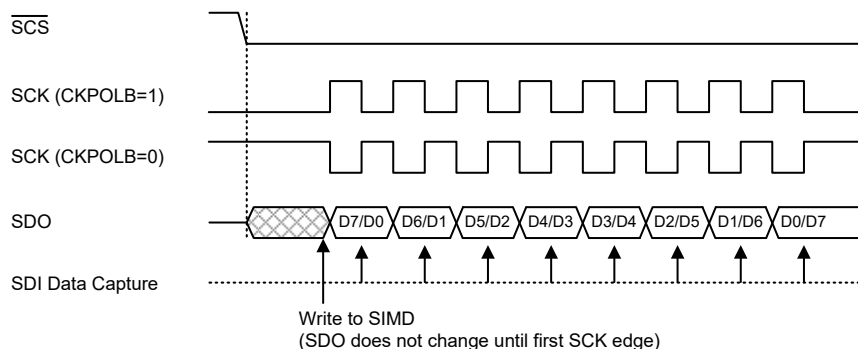 SCS
SCK (CKPOLB=1)
SCK (CKPOLB=0)
SDO D7/D0 D6/D1 D5/D2 D4/D3 D3/D4 D2/D5 D1/D6 D0/D7
SDI Data Capture
Write to SIMD
(SDO does not change until first SCK edge)